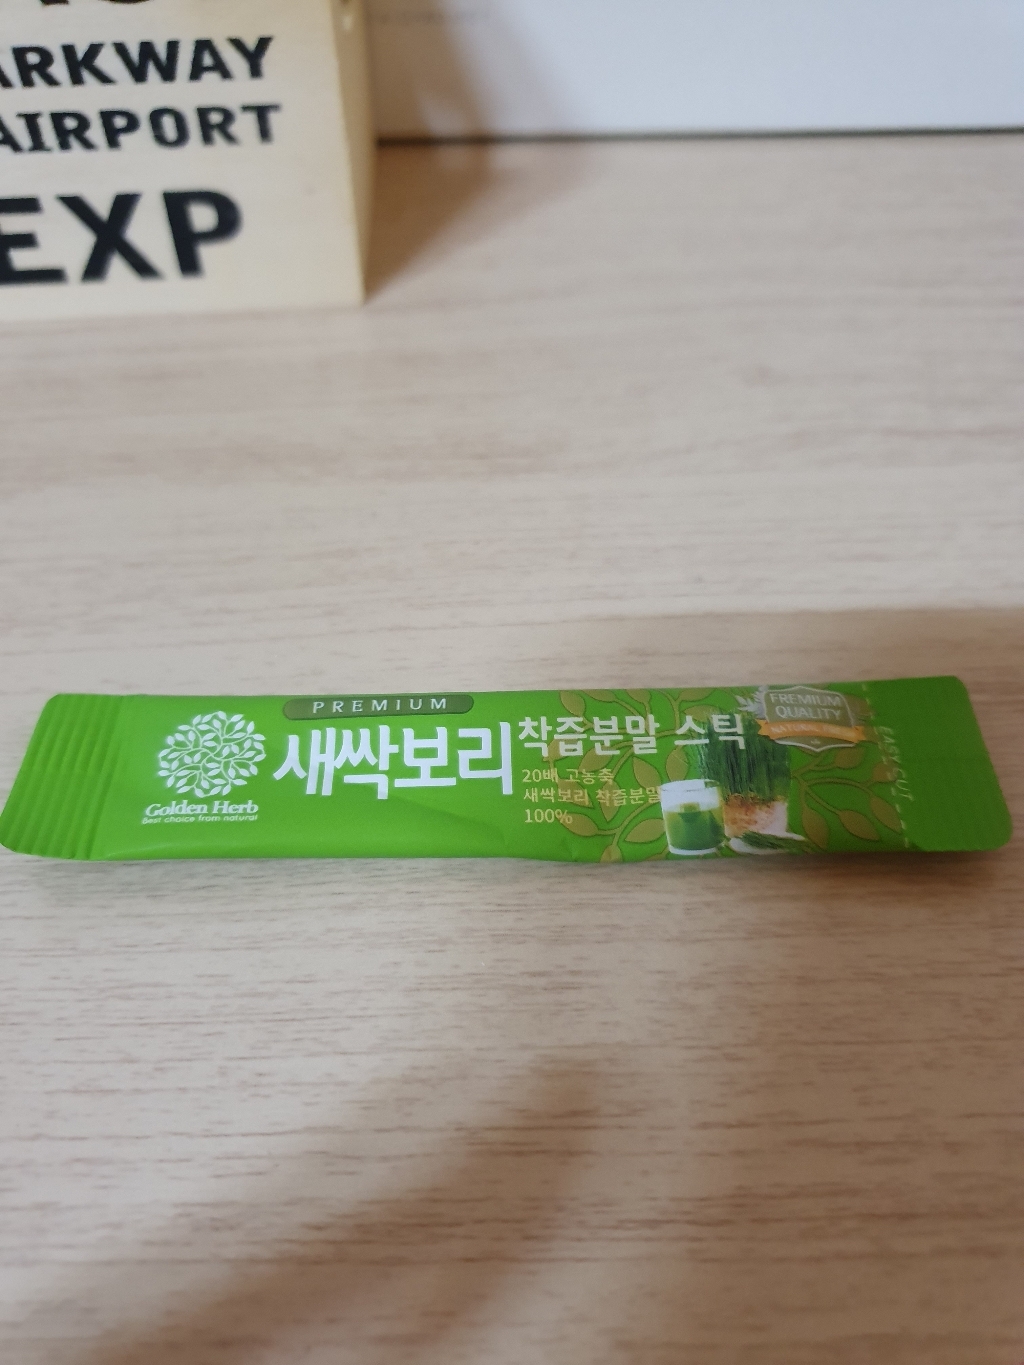 ARKWAY
AIRPORT
EXP
PREMIUM
새싹보리 착즙분말 스틱
20배 고농축
새싹보리 착즙분말
100%
Golden Herb
Best choice from natural
PREMIUM
QUALITY
EASY CUT